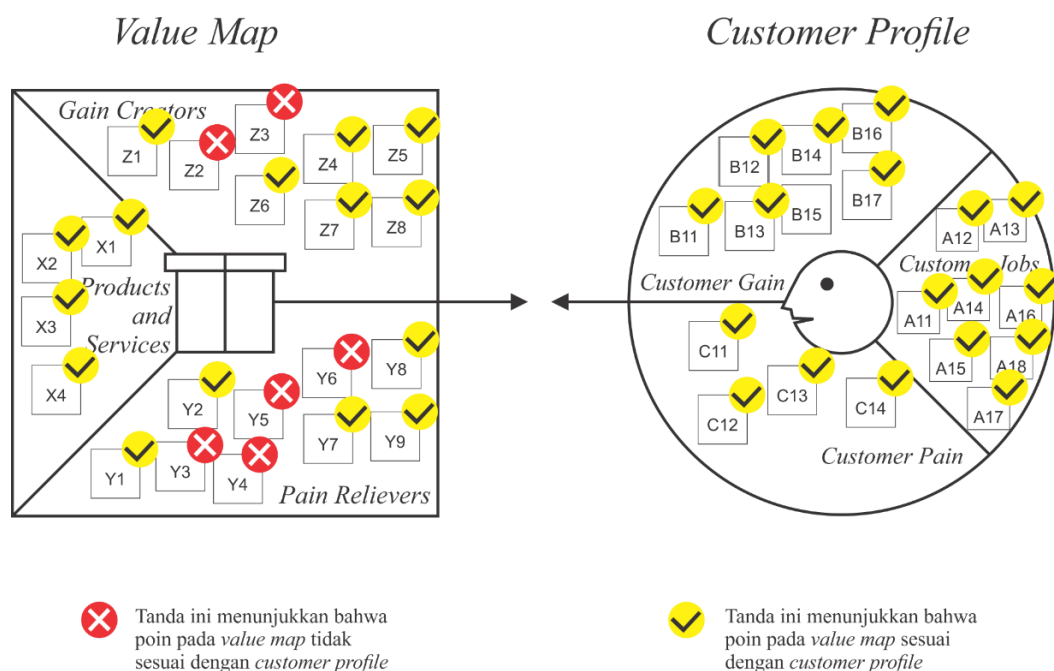 Value Map
Customer Profile
Gain Creators
Z1
Z2
Z3
Z4
Z5
Z6
Z7
Z8
X1
X2
X3
X4
Products
and
Services
Y1
Y2
Y3
Y4
Y5
Y6
Y7
Y8
Y9
Pain Relievers
B11
B12
B13
B14
B15
B16
B17
Customer Gain
A12
A13
Custom Jobs
A11
A14
A16
A15
A18
A17
C11
C12
C13
C14
Customer Pain
Tanda ini menunjukkan bahwa
poin pada value map tidak
sesuai dengan customer profile
Tanda ini menunjukkan bahwa
poin pada value map sesuai
dengan customer profile